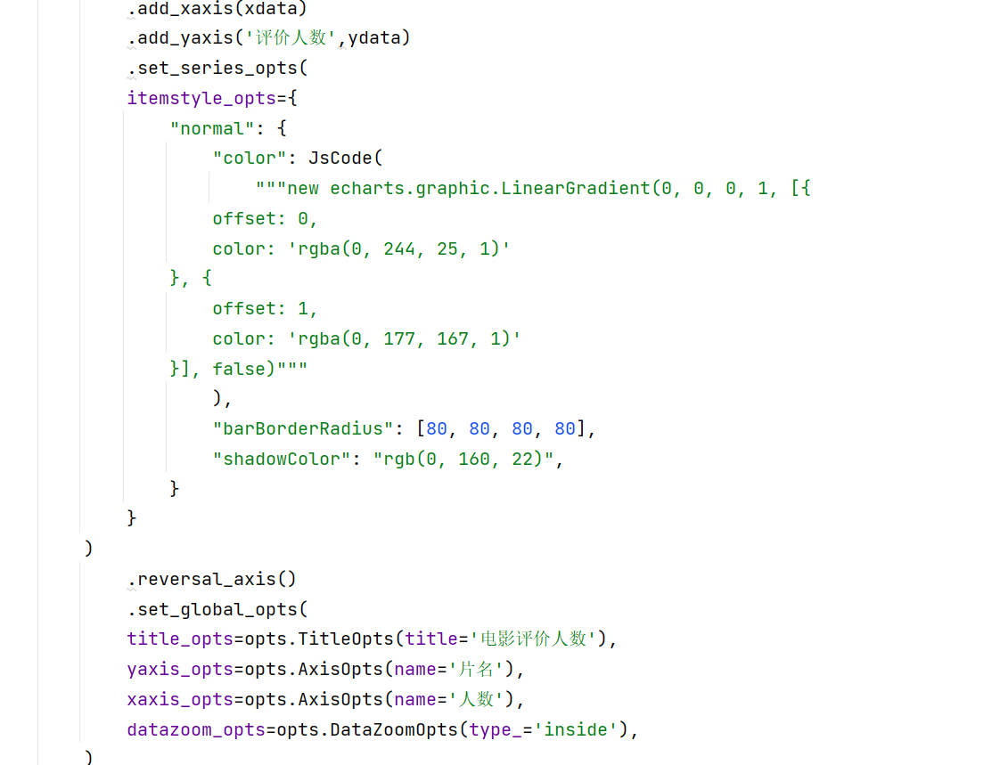 .add_xaxis(xdata)
.add_yaxis('评价人数',ydata)
.set_series_opts(
itemstyle_opts={
"normal": {
"color": JsCode(
"""new echarts.graphic.LinearGradient(0, 0, 0, 1, [{
offset: 0,
color: 'rgba(0, 244, 25, 1)'
}, {
offset: 1,
color: 'rgba(0, 177, 167, 1)'
}], false)"""
),
"barBorderRadius": [80, 80, 80, 80],
"shadowColor": "rgb(0, 160, 22)",
}
}
)
.reversal_axis()
.set_global_opts(
title_opts=opts.TitleOpts(title='电影评价人数'),
yaxis_opts=opts.AxisOpts(name='片名'),
xaxis_opts=opts.AxisOpts(name='人数'),
datazoom_opts=opts.DataZoomOpts(type_='inside'),
)